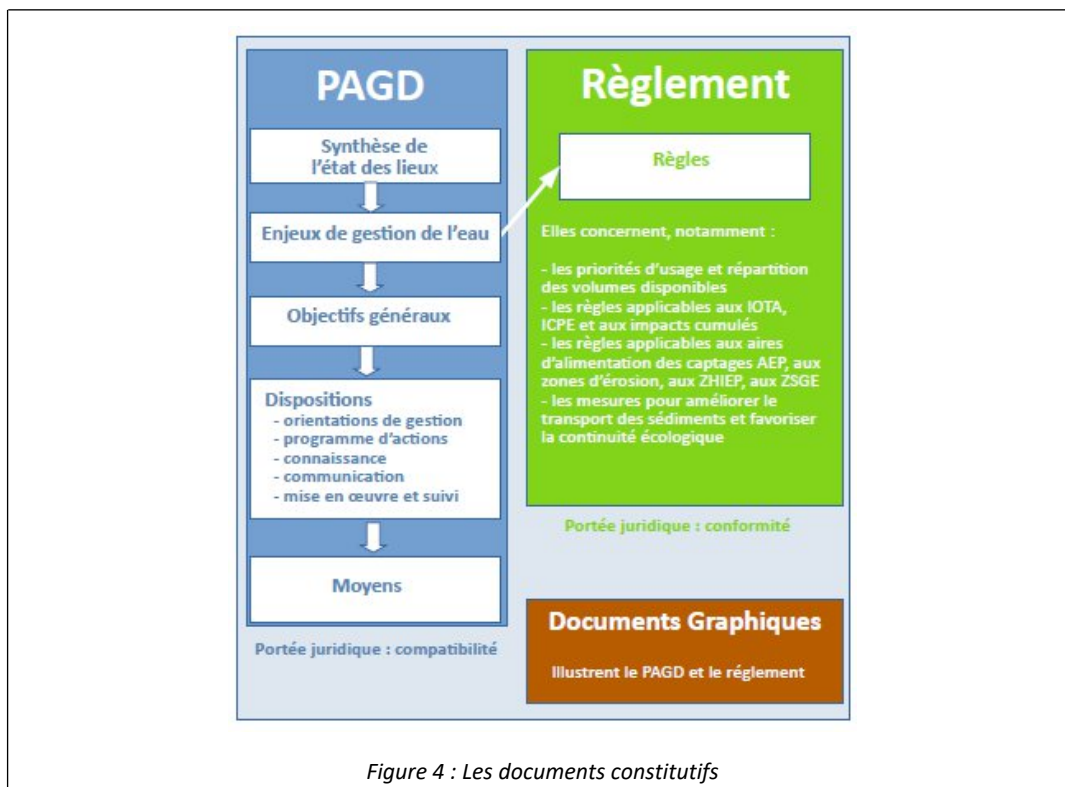 PAGD
Synthèse de
l'état des lieux
Enjeux de gestion de l'eau
Objectifs généraux
Dispositions
- orientations de gestion
- programme d'actions
- connaissance
- communication
- mise en œuvre et suivi
Moyens
Portée juridique : compatibilité
Règlement
Règles
Elles concernent, notamment :
- les priorités d'usage et répartition
des volumes disponibles
- les règles applicables aux IOTA,
ICPE et aux impacts cumulés
- les règles applicables aux aires
d'alimentation des captages AEP, aux
zones d'érosion, aux ZHIEP, aux ZSGE
- les mesures pour améliorer le
transport des sédiments et favoriser
la continuité écologique
Portée juridique : conformité
Documents Graphiques
Illustrent le PAGD et le réglement
Figure 4 : Les documents constitutifs